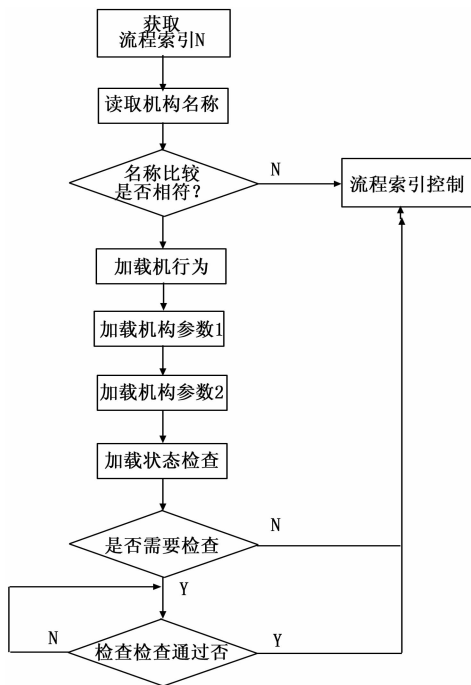 获取
流程索引N
读取机构名称
名称比较
是否相符？
N
流程索引控制
加载机行为
加载机构参数1
加载机构参数2
加载状态检查
是否需要检查
N
Y
N
检查检查通过否
Y